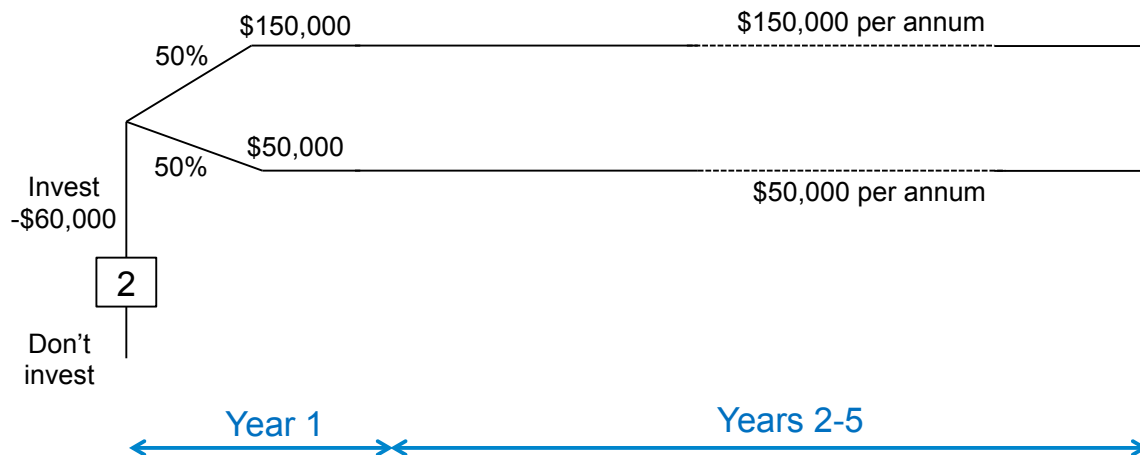 $150,000
$150,000 per annum
50%
$50,000
50%
$50,000 per annum
Invest
-$60,000
2
Don't
invest
Year 1
Years 2-5